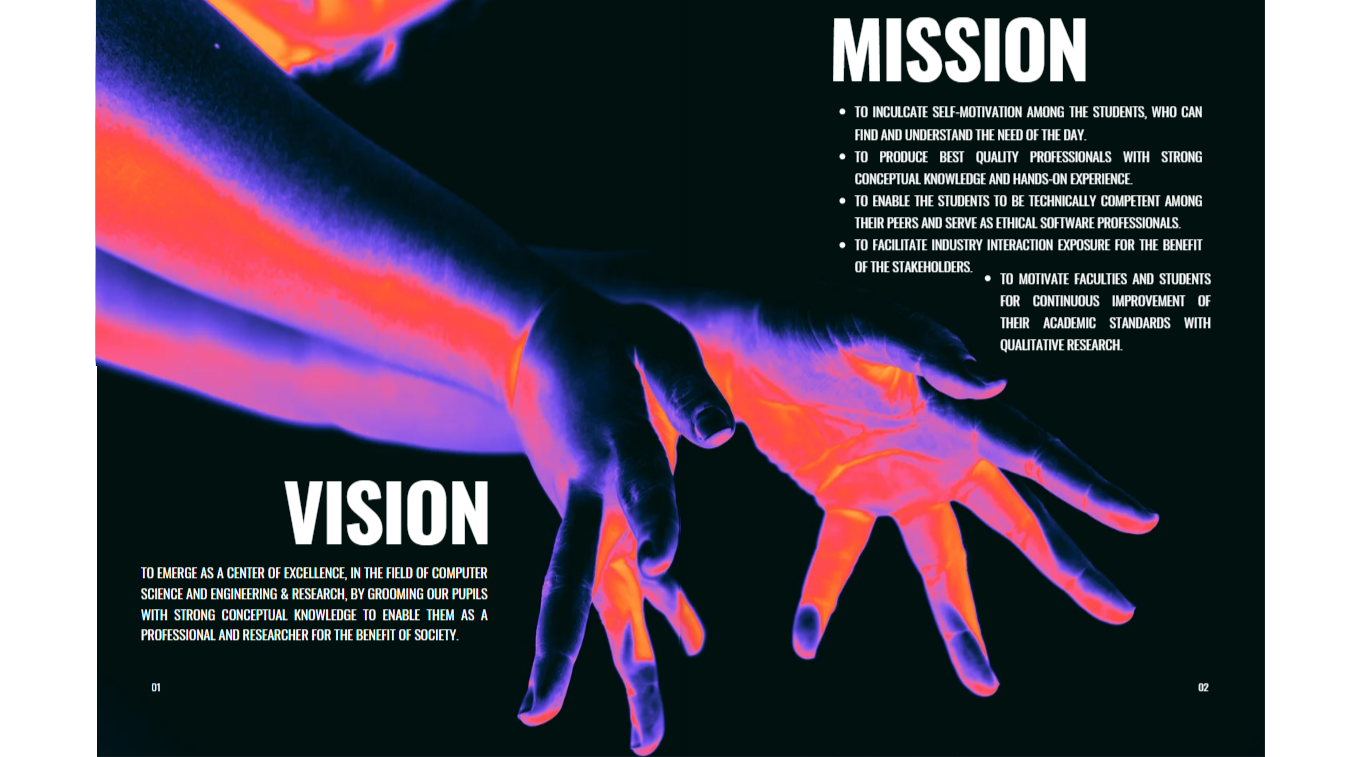 MISSION
• TO INCULCATE SELF-MOTIVATION AMONG THE STUDENTS, WHO CAN
FIND AND UNDERSTAND THE NEED OF THE DAY.
• TO PRODUCE BEST QUALITY PROFESSIONALS WITH STRONG
CONCEPTUAL KNOWLEDGE AND HANDS-ON EXPERIENCE.
• TO ENABLE THE STUDENTS TO BE TECHNICALLY COMPETENT AMONG
THEIR PEERS AND SERVE AS ETHICAL SOFTWARE PROFESSIONALS.
• TO FACILITATE INDUSTRY INTERACTION EXPOSURE FOR THE BENEFIT
OF THE STAKEHOLDERS.
• TO MOTIVATE FACULTIES AND STUDENTS
FOR CONTINUOUS IMPROVEMENT OF
THEIR ACADEMIC STANDARDS WITH
QUALITATIVE RESEARCH.
VISION
TO EMERGE AS A CENTER OF EXCELLENCE, IN THE FIELD OF COMPUTER
SCIENCE AND ENGINEERING & RESEARCH, BY GROOMING OUR PUPILS
WITH STRONG CONCEPTUAL KNOWLEDGE TO ENABLE THEM AS A
PROFESSIONAL AND RESEARCHER FOR THE BENEFIT OF SOCIETY.
01
02